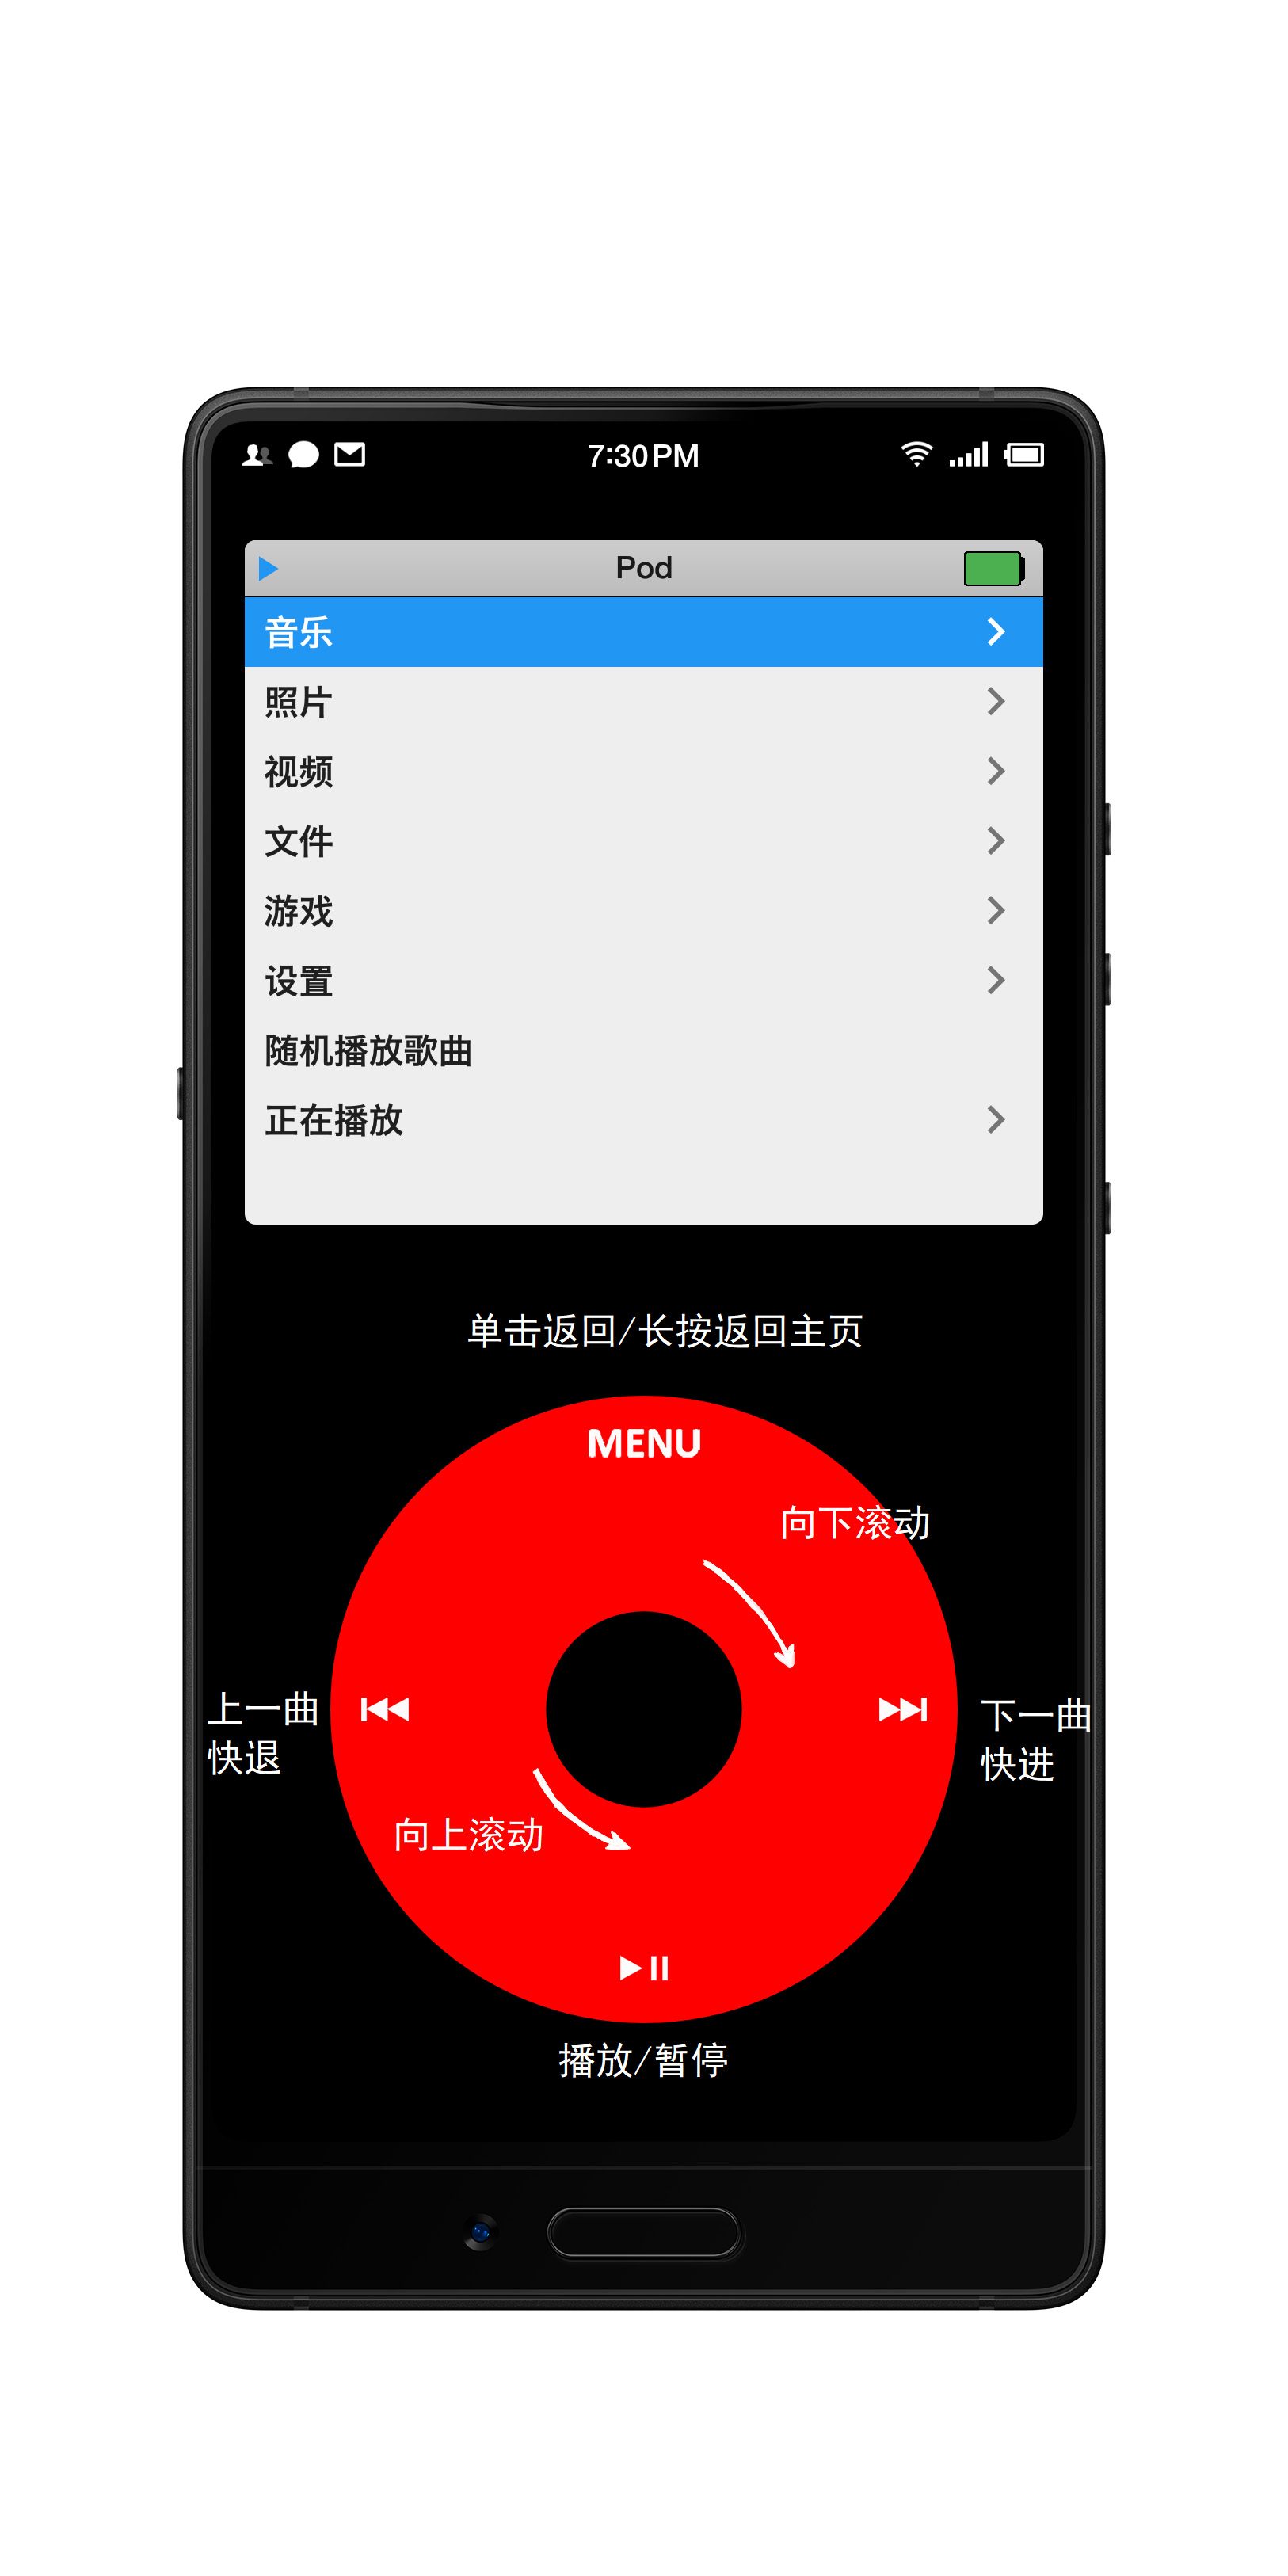 7:30 PM
Pod
音乐
照片
视频
文件
游戏
设置
随机播放歌曲
正在播放
单击返回/长按返回主页
MENU
向下滚动
上一曲
快退
下一曲
快进
向上滚动
播放/暂停